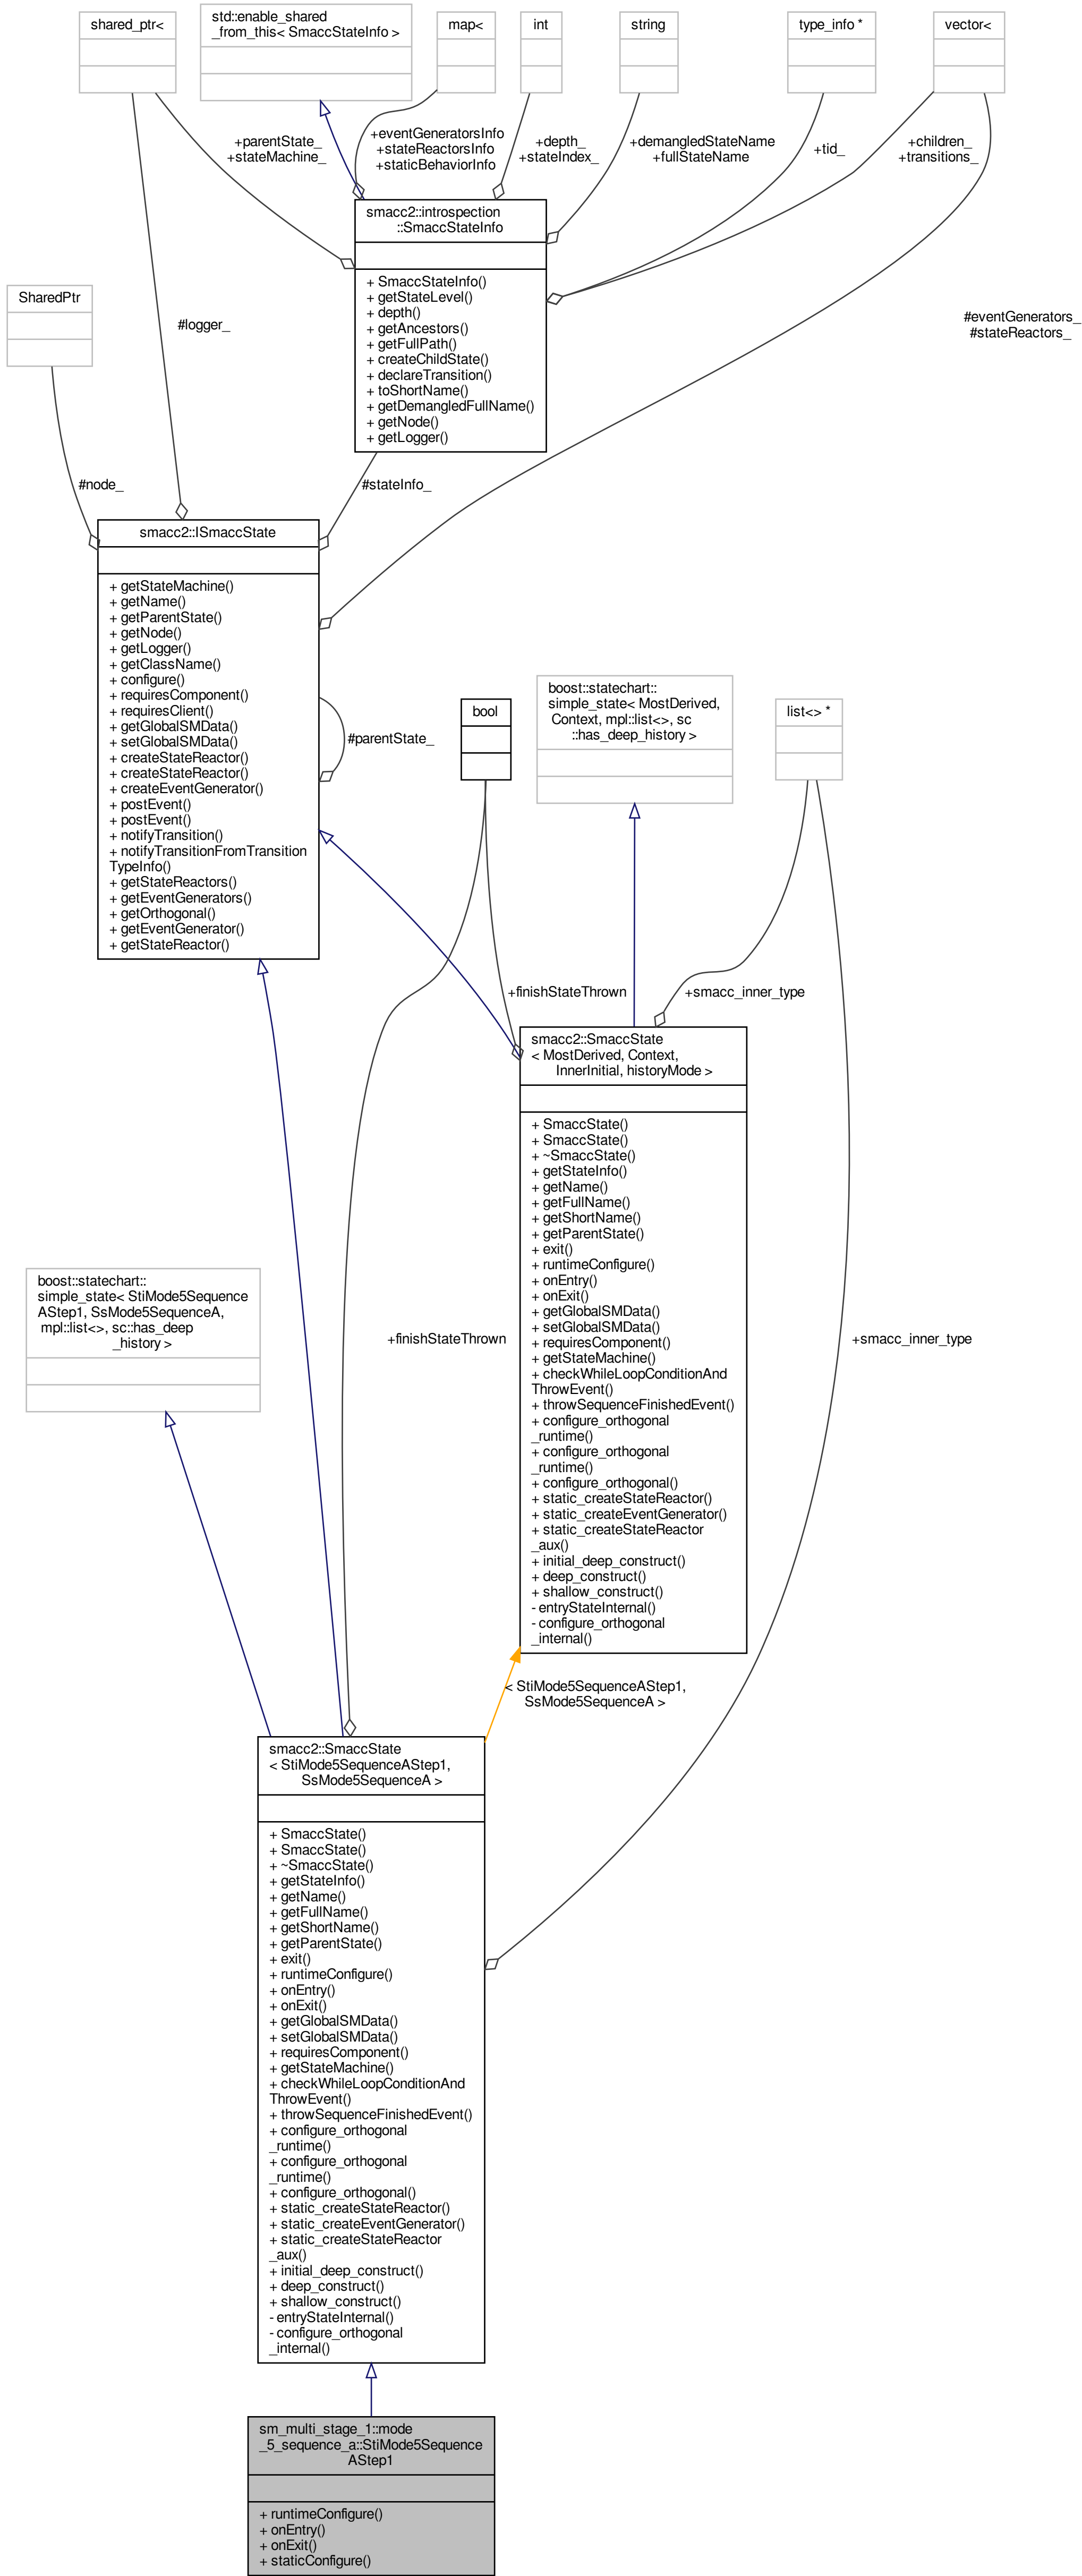 shared_ptr<
std::enable_shared
_from_this< SmaccStateInfo >
map<
int
string
type_info *
vector<
+parentState_
+stateMachine_
+eventGeneratorsInfo
+stateReactorsInfo
+staticBehaviorInfo
+depth_
+stateIndex_
+demangledStateName
+fullStateName
+tid_
+children_
+transitions_
smacc2::introspection
::SmaccStateInfo
+ SmaccStateInfo()
+ getStateLevel()
+ depth()
+ getAncestors()
+ getFullPath()
+ createChildState()
+ declareTransition()
+ toShortName()
+ getDemangledFullName()
+ getNode()
+ getLogger()
SharedPtr
#logger_
#eventGenerators_
#stateReactors_
#node_
#stateInfo_
smacc2::ISmaccState
+ getStateMachine()
+ getName()
+ getParentState()
+ getNode()
+ getLogger()
+ getClassName()
+ configure()
+ requiresComponent()
+ requiresClient()
+ getGlobalSMData()
+ setGlobalSMData()
+ createStateReactor()
+ createStateReactor()
+ createEventGenerator()
+ postEvent()
+ postEvent()
+ notifyTransition()
+ notifyTransitionFromTransition
TypeInfo()
+ getStateReactors()
+ getEventGenerators()
+ getOrthogonal()
+ getEventGenerator()
+ getStateReactor()
#parentState_
bool
boost::statechart::
simple_state< MostDerived,
Context, mpl::list<>, sc
::has_deep_history >
list<> *
+finishStateThrown
+smacc_inner_type
smacc2::SmaccState
< MostDerived, Context,
InnerInitial, historyMode >
+ SmaccState()
+ SmaccState()
+ ~SmaccState()
+ getStateInfo()
+ getName()
+ getFullName()
+ getShortName()
+ getParentState()
+ exit()
+ runtimeConfigure()
+ onEntry()
+ onExit()
+ getGlobalSMData()
+ setGlobalSMData()
+ requiresComponent()
+ getStateMachine()
+ checkWhileLoopConditionAnd
ThrowEvent()
+ throwSequenceFinishedEvent()
+ configure_orthogonal
_runtime()
+ configure_orthogonal
_runtime()
+ configure_orthogonal()
+ static_createStateReactor()
+ static_createEventGenerator()
+ static_createStateReactor
_aux()
+ initial_deep_construct()
+ deep_construct()
+ shallow_construct()
- entryStateInternal()
- configure_orthogonal
_internal()
boost::statechart::
simple_state< StiMode5Sequence
AStep1, SsMode5SequenceA,
mpl::list<>, sc::has_deep
_history >
+finishStateThrown
+smacc_inner_type
< StiMode5SequenceAStep1,
SsMode5SequenceA >
smacc2::SmaccState
< StiMode5SequenceAStep1,
SsMode5SequenceA >
+ SmaccState()
+ SmaccState()
+ ~SmaccState()
+ getStateInfo()
+ getName()
+ getFullName()
+ getShortName()
+ getParentState()
+ exit()
+ runtimeConfigure()
+ onEntry()
+ onExit()
+ getGlobalSMData()
+ setGlobalSMData()
+ requiresComponent()
+ getStateMachine()
+ checkWhileLoopConditionAnd
ThrowEvent()
+ throwSequenceFinishedEvent()
+ configure_orthogonal
_runtime()
+ configure_orthogonal
_runtime()
+ configure_orthogonal()
+ static_createStateReactor()
+ static_createEventGenerator()
+ static_createStateReactor
_aux()
+ initial_deep_construct()
+ deep_construct()
+ shallow_construct()
- entryStateInternal()
- configure_orthogonal
_internal()
sm_multi_stage_1::mode
_5_sequence_a::StiMode5Sequence
AStep1
+ runtimeConfigure()
+ onEntry()
+ onExit()
+ staticConfigure()